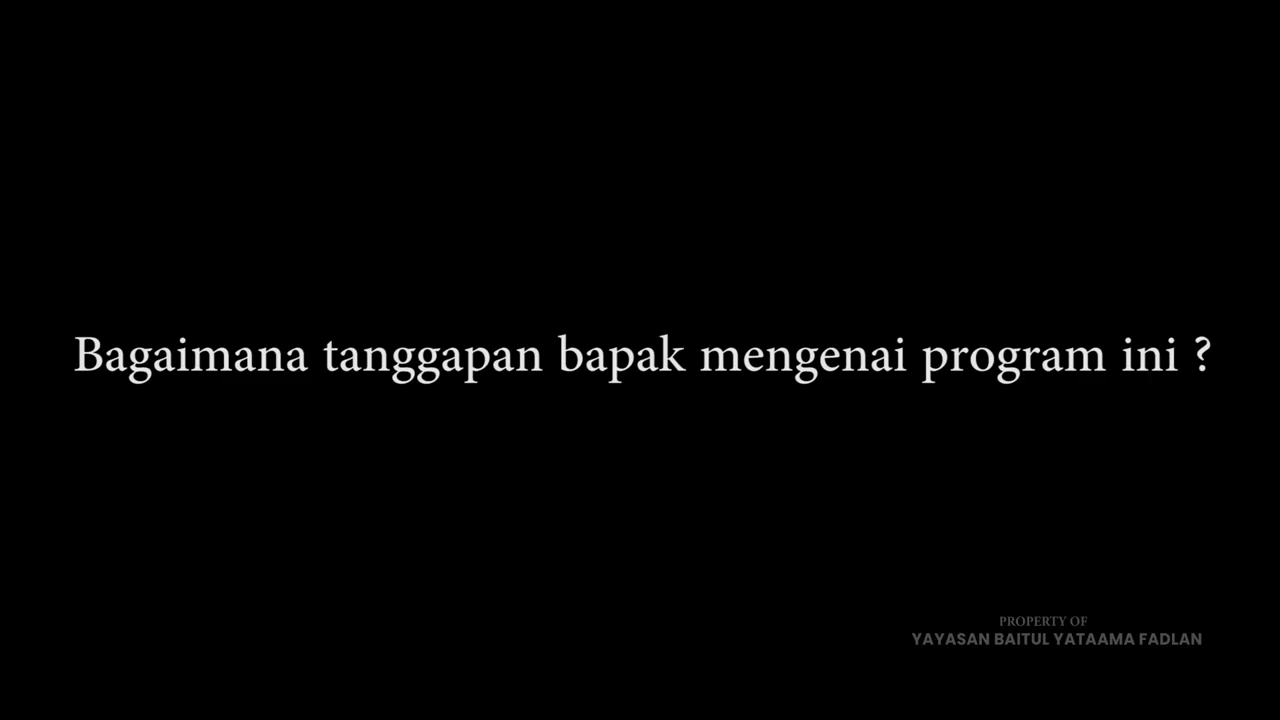 Bagaimana tanggapan bapak mengenai program ini ?
PROPERTY OF
YAYASAN BAITUL YATAAMA FADLAN